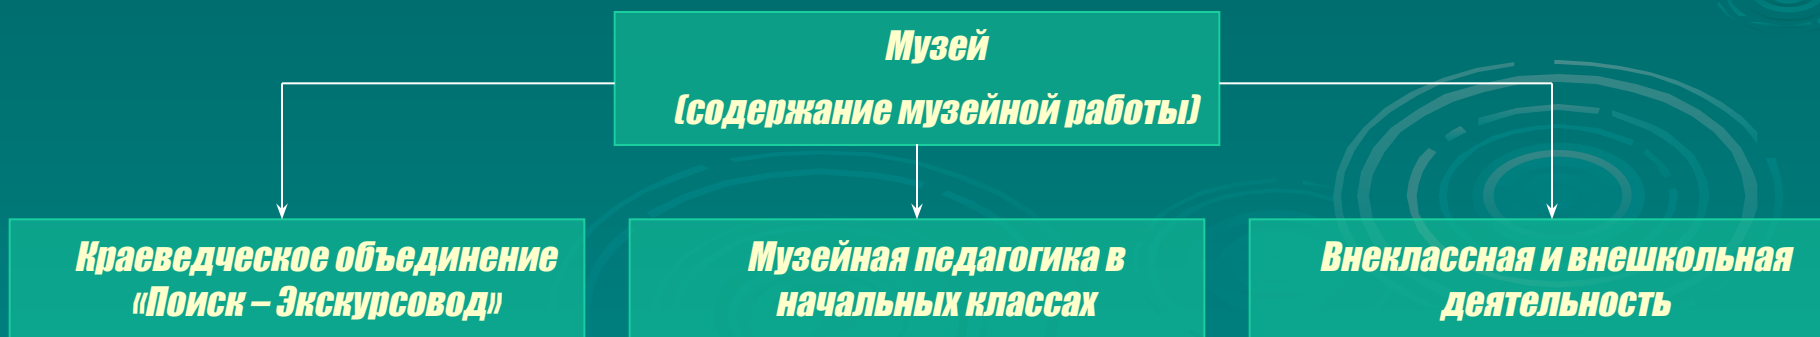 Музей
(содержание музейной работы)
Краеведческое объединение
«Поиск – Экскурсовод»
Музейная педагогика в
начальных классах
Внеклассная и внешкольная
деятельность